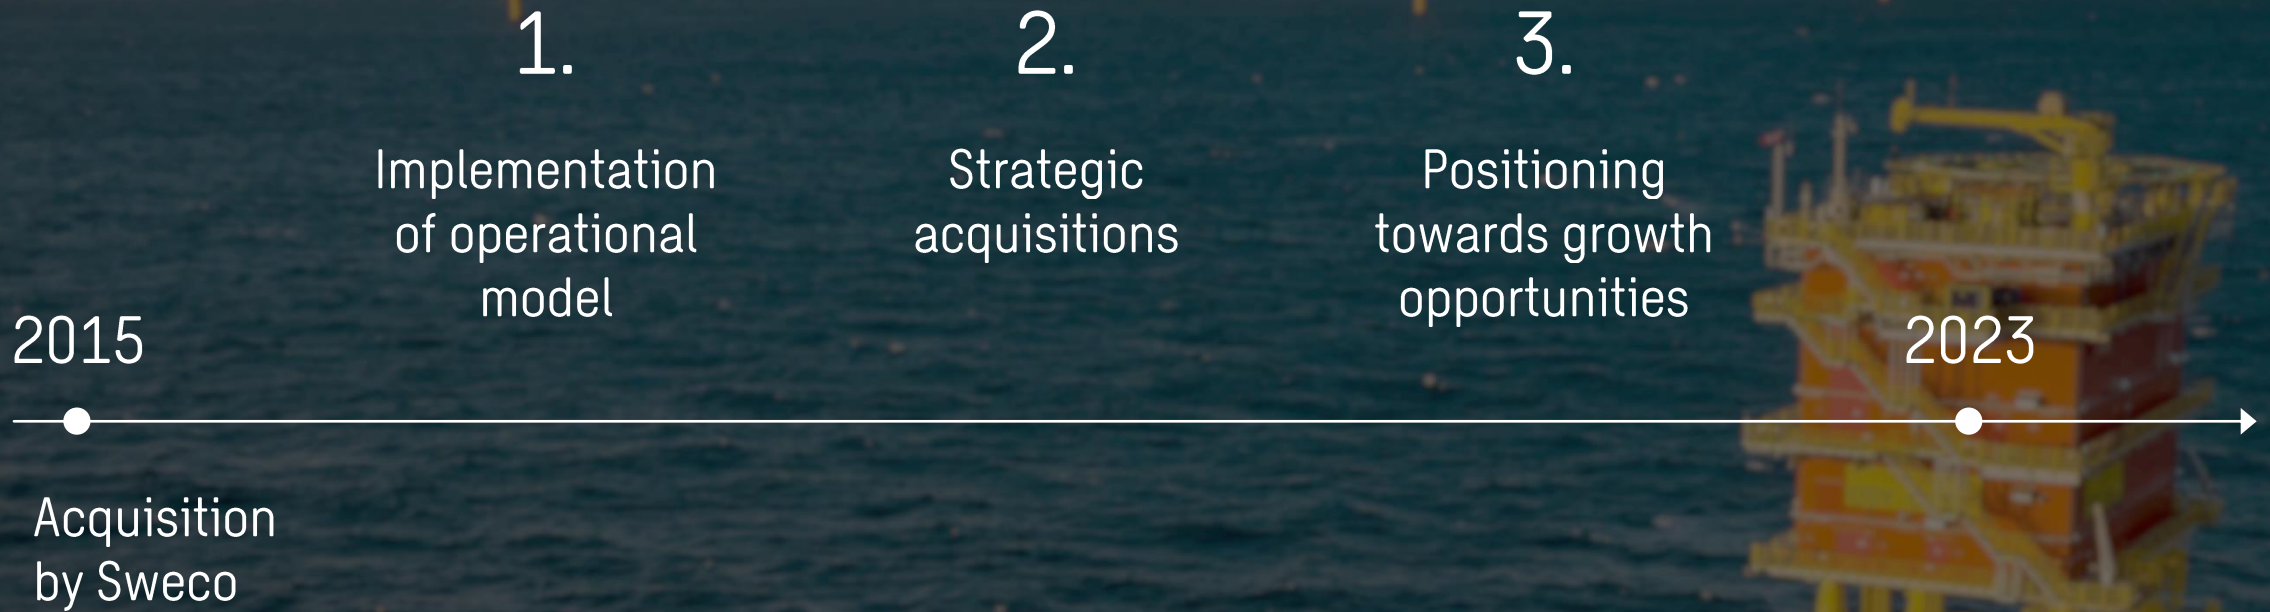 1.
Implementation
of operational
model
2.
Strategic
acquisitions
3.
Positioning
towards growth
opportunities
2015
2023
Acquisition
by Sweco